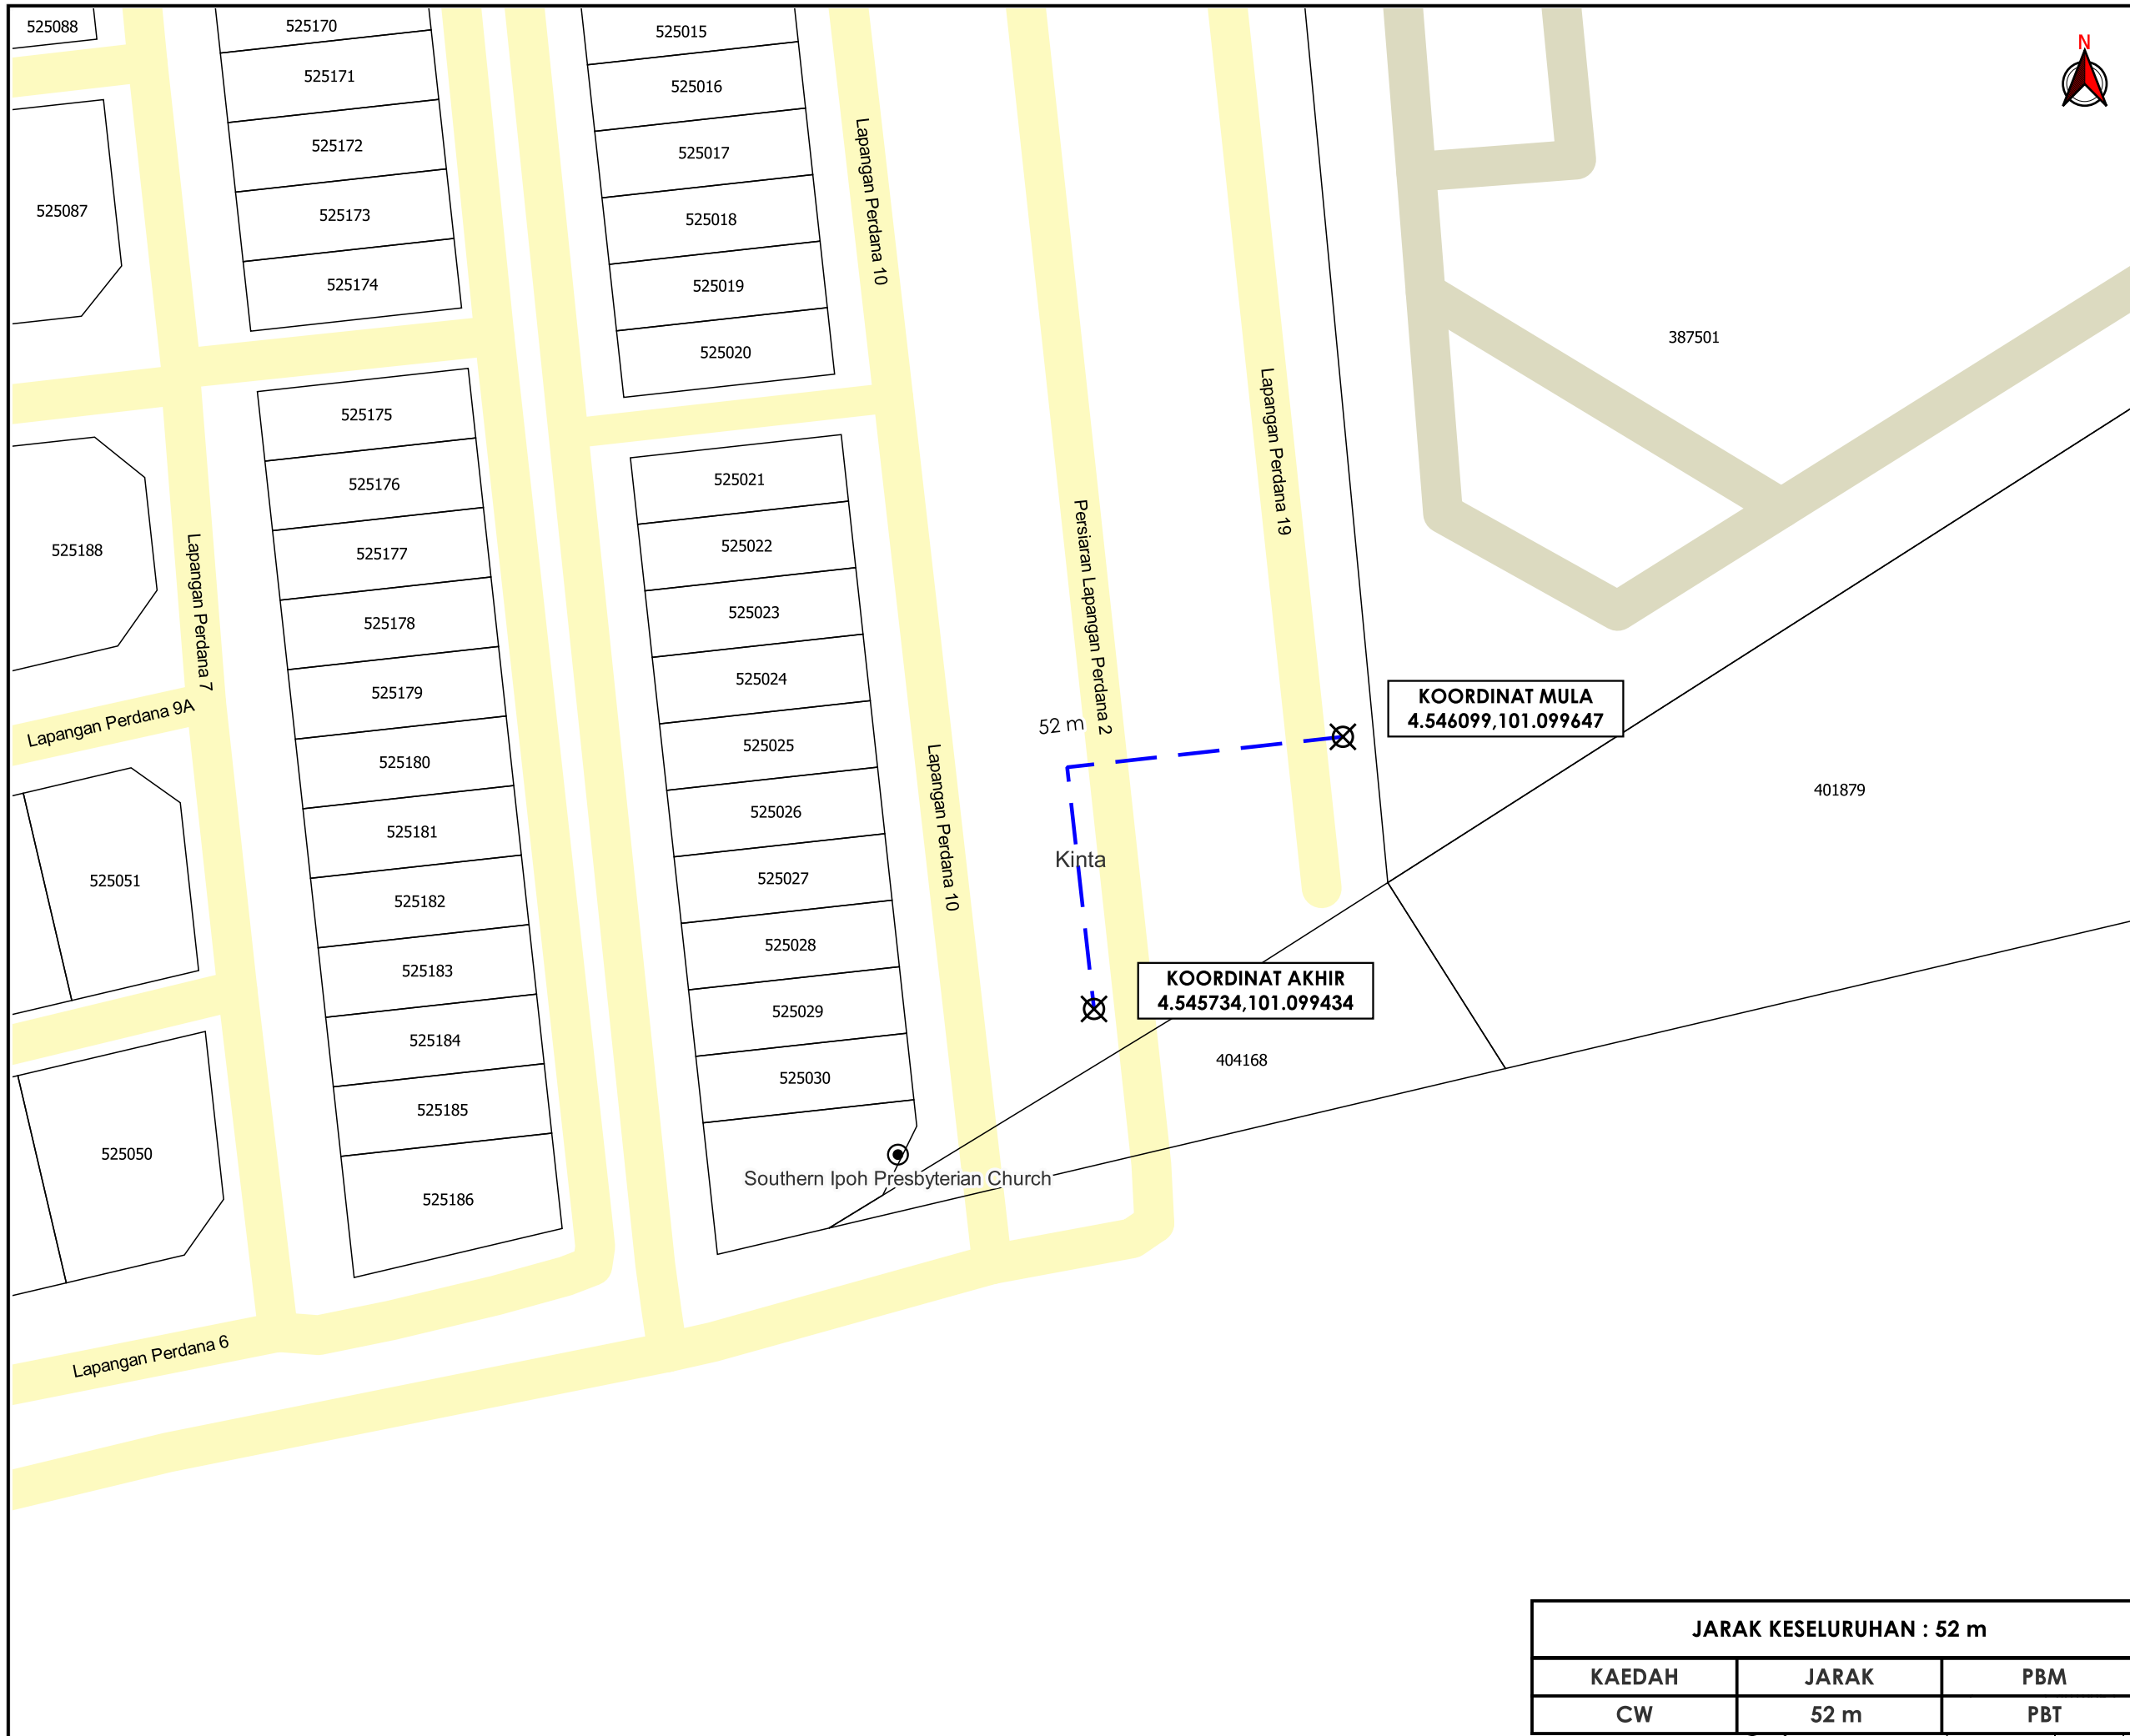 525088
525170
525015
N
525171
525016
525172
525017
Lapangan Perdana 10
525087
525173
525018
525174
525019
525020
387501
525175
Lapangan Perdana 19
525021
525176
525188
525177
525022
Lapangan Perdana 7
Persiaran Lapangan Perdana 2
525178
525023
525179
525024
Lapangan Perdana 9A
KOORDINAT MULA
4.546099,101.099647
52 m
525180
525025
401879
525181
525026
Lapangan Perdana 10
Kinta
525051
525027
525182
525028
525183
KOORDINAT AKHIR
4.545734,101.099434
525029
525184
404168
525030
525185
525050
Southern Ipoh Presbyterian Church
525186
Lapangan Perdana 6
JARAK KESELURUHAN : 52 m
KAEDAH JARAK PBM
CW 52 m PBT